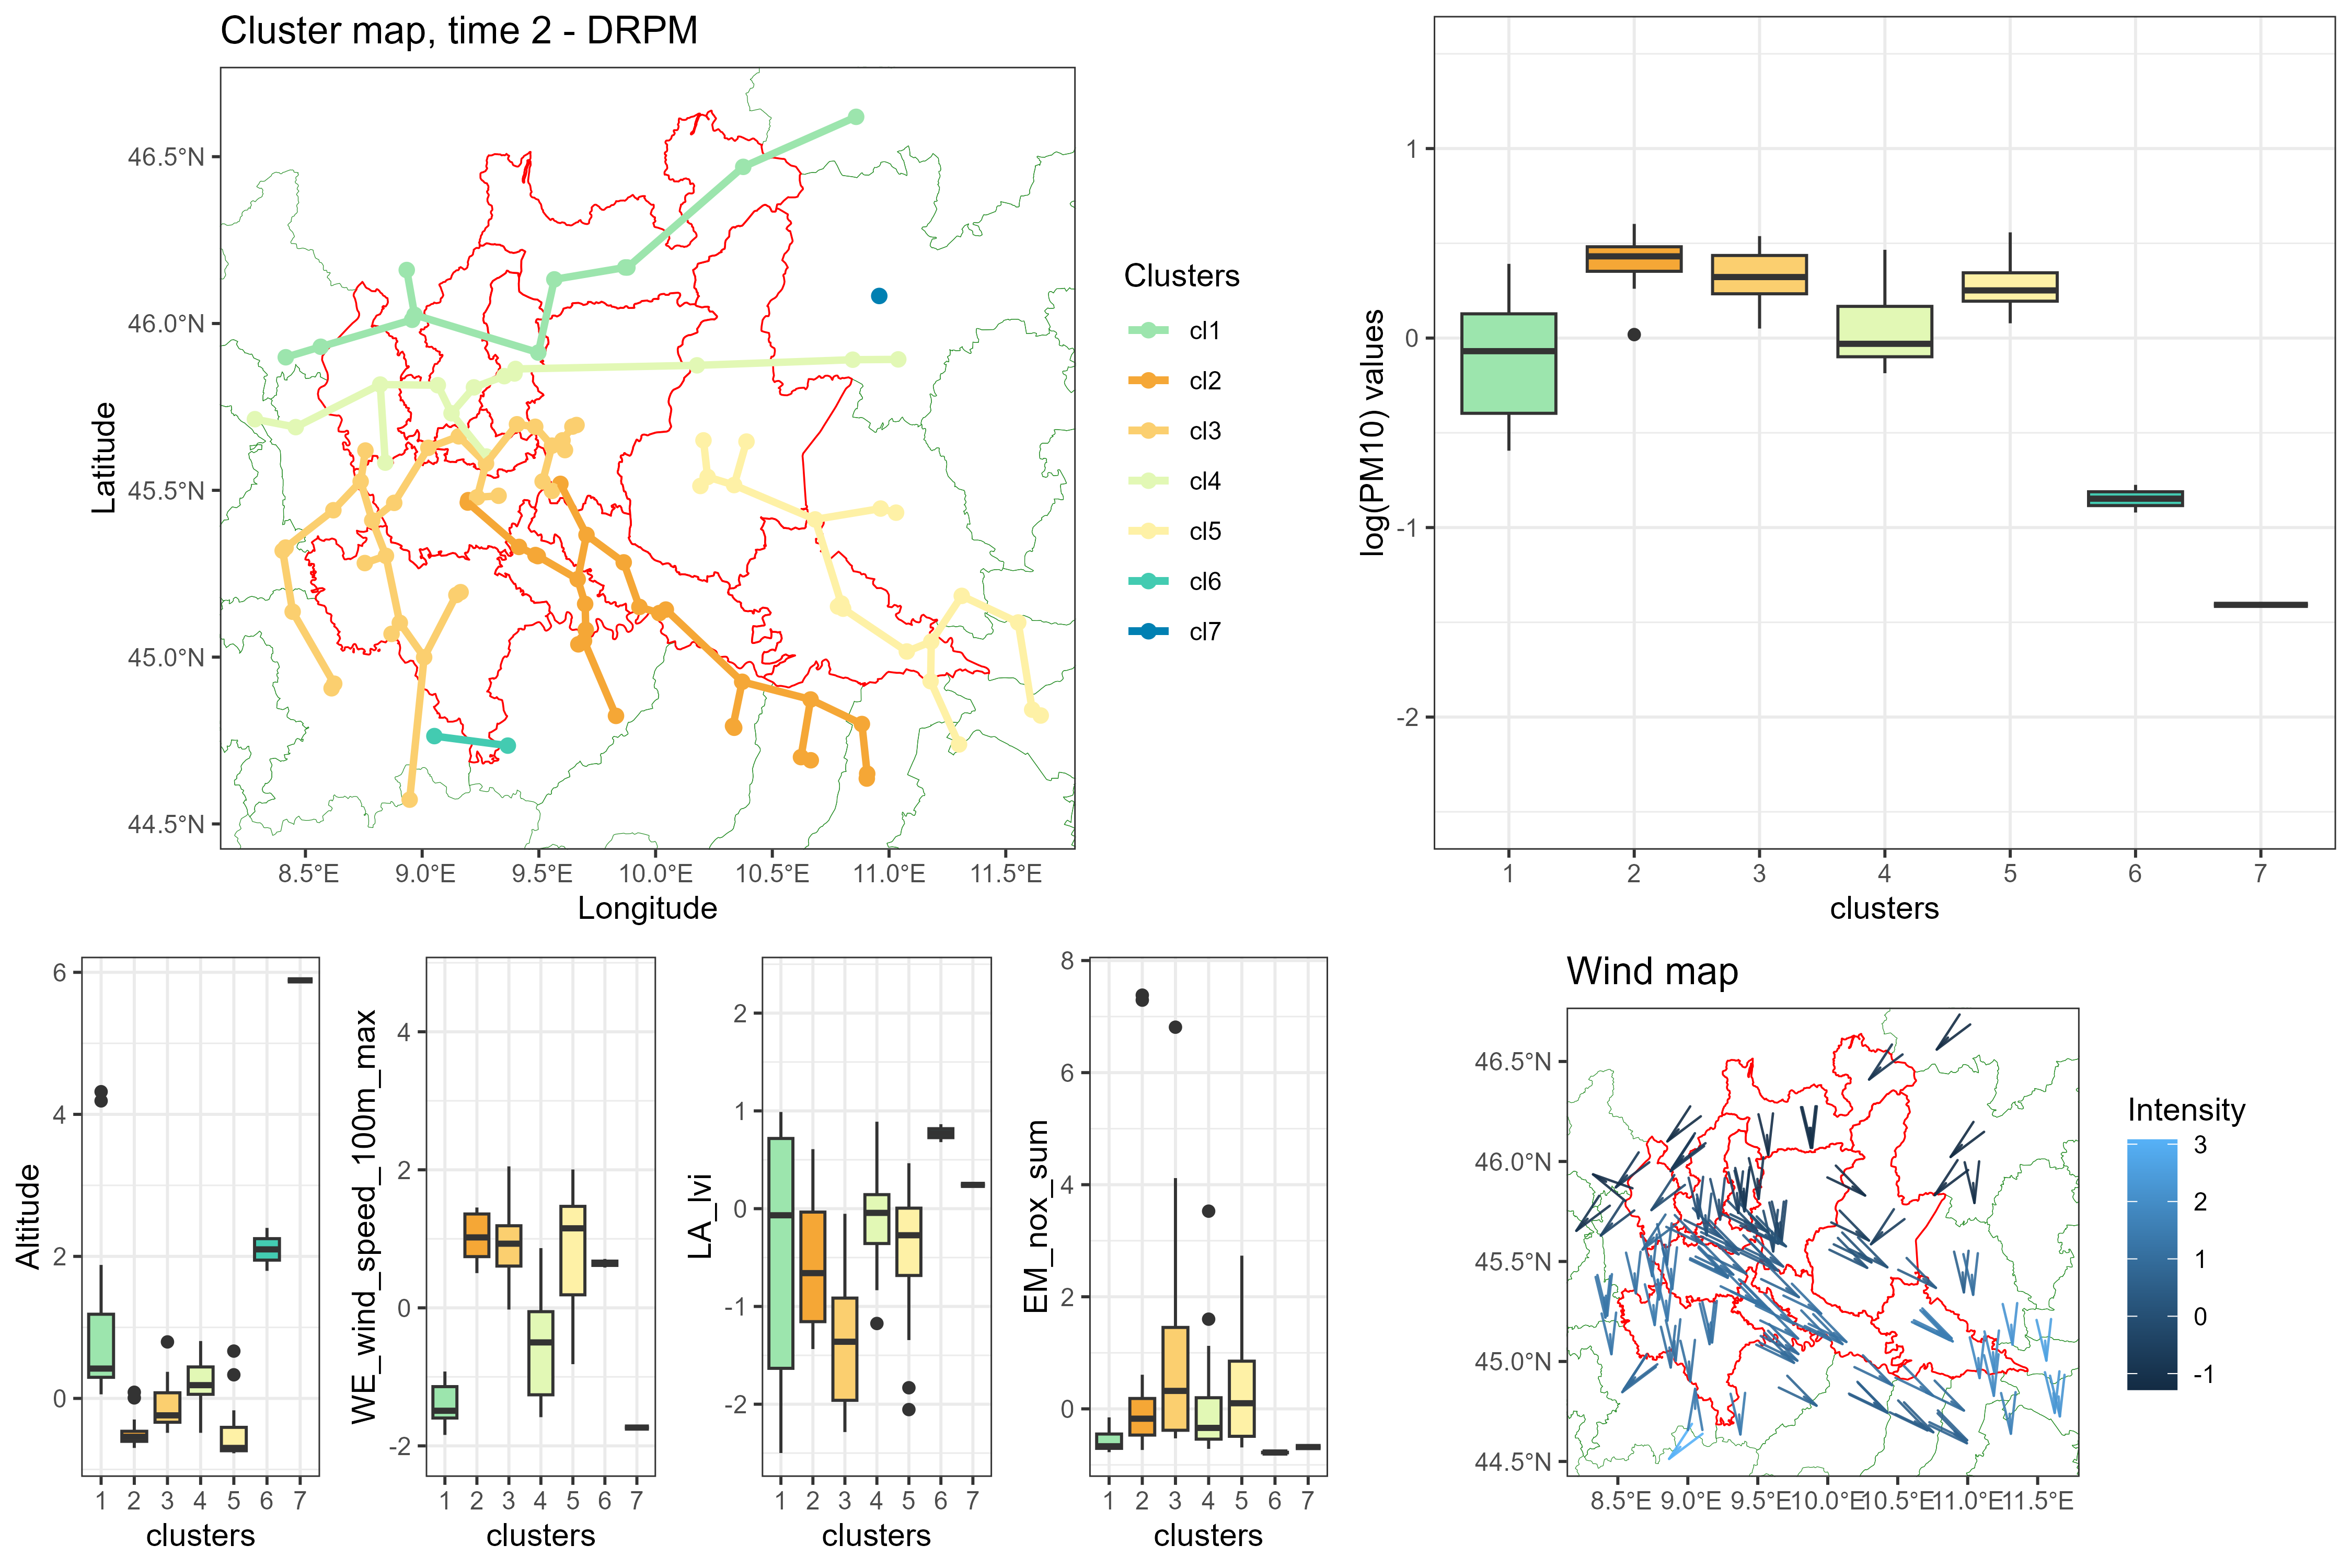 Cluster map, time 2 - DRPM
46.5°N
46.0°N
45.5°N
45.0°N
44.5°N
Latitude
8.5°E 9.0°E 9.5°E 10.0°E 10.5°E 11.0°E 11.5°E
Longitude
Clusters
cl1
cl2
cl3
cl4
cl5
cl6
cl7
log(PM10) values
1
0
-1
-2
1 2 3 4 5 6 7
clusters
Altitude
6
4
2
0
1 2 3 4 5 6 7
clusters
WE_wind_speed_100m_max
4
2
0
-2
1 2 3 4 5 6 7
clusters
LA_lvi
2
1
0
-1
-2
1 2 3 4 5 6 7
clusters
EM_nox_sum
8
6
4
2
0
1 2 3 4 5 6 7
clusters
Wind map
46.5°N
46.0°N
45.5°N
45.0°N
44.5°N
8.5°E 9.0°E 9.5°E 10.0°E 10.5°E 11.0°E 11.5°E
Intensity
3
2
1
0
-1